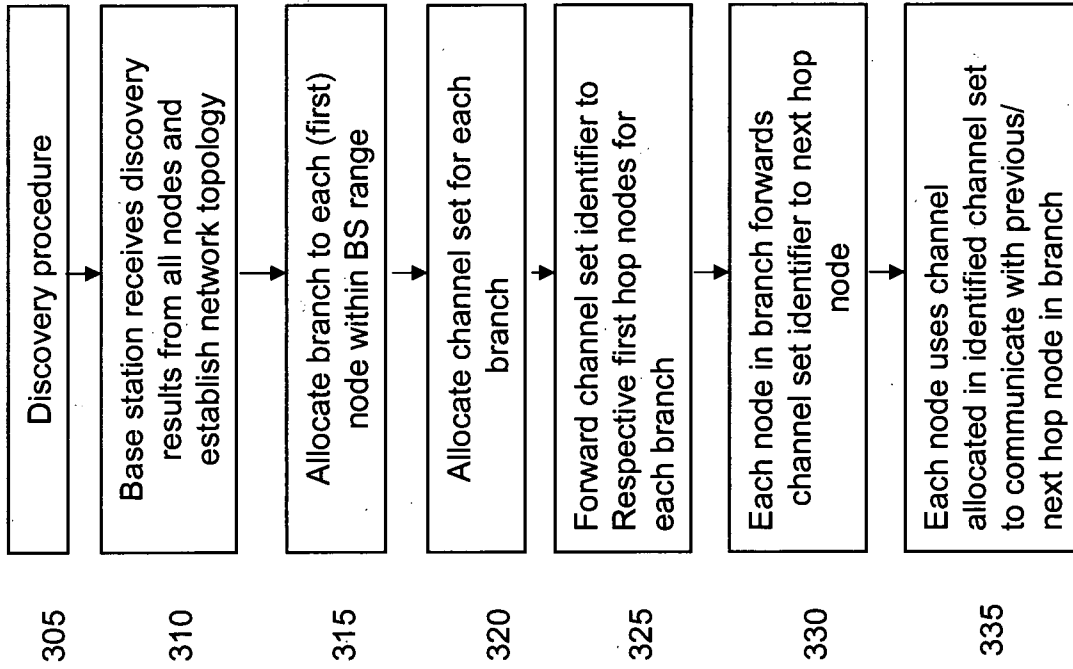 305
Discovery procedure
310
Base station receives discovery
results from all nodes and
establish network topology
315
Allocate branch to each (first)
node within BS range
320
Allocate channel set for each
branch
325
Forward channel set identifier to
Respective first hop nodes for
each branch
330
Each node in branch forwards
channel set identifier to next hop
node
335
Each node uses channel
allocated in identified channel set
to communicate with previous/
next hop node in branch